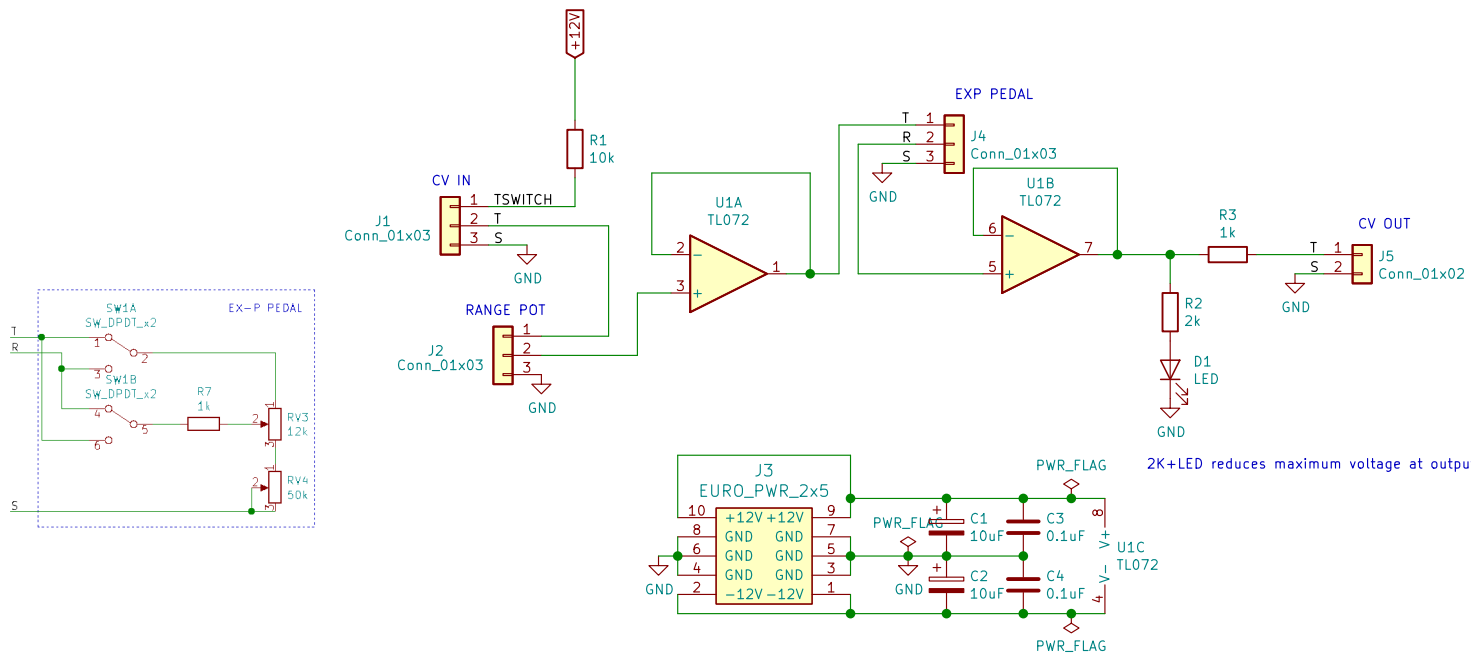 +12V
R1
10k
CV IN
J1
Conn_01x03
1 TSWITCH
2 T
3 S
GND
RANGE POT
J2
Conn_01x03
1
2
3
GND
U1A
TL072
2
3
1
−
+
EXP PEDAL
T 1
R 2
S 3
J4
Conn_01x03
GND
U1B
TL072
6
5
7
−
+
R3
1k
CV OUT
T 1
S 2
J5
Conn_01x02
GND
R2
2k
D1
LED
GND
2K+LED reduces maximum voltage at outpu
EX-P PEDAL
SW1A
SW_DPDT_x2
T
R
1
2
3
SW1B
SW_DPDT_x2
4
5
6
R7
1k
1
2
3
RV3
12k
1
2
3
RV4
50k
S
J3
EURO_PWR_2x5
10 +12V +12V 9
8 GND 7
6 GND GND 5
4 GND GND 3
2 -12V -12V 1
GND
PWR_FLAG
GND
+
C1
10uF
C3
0.1uF
+
C2
10uF
C4
0.1uF
PWR_FLAG
8
V+
U1C
TL072
V-
4
PWR_FLAG